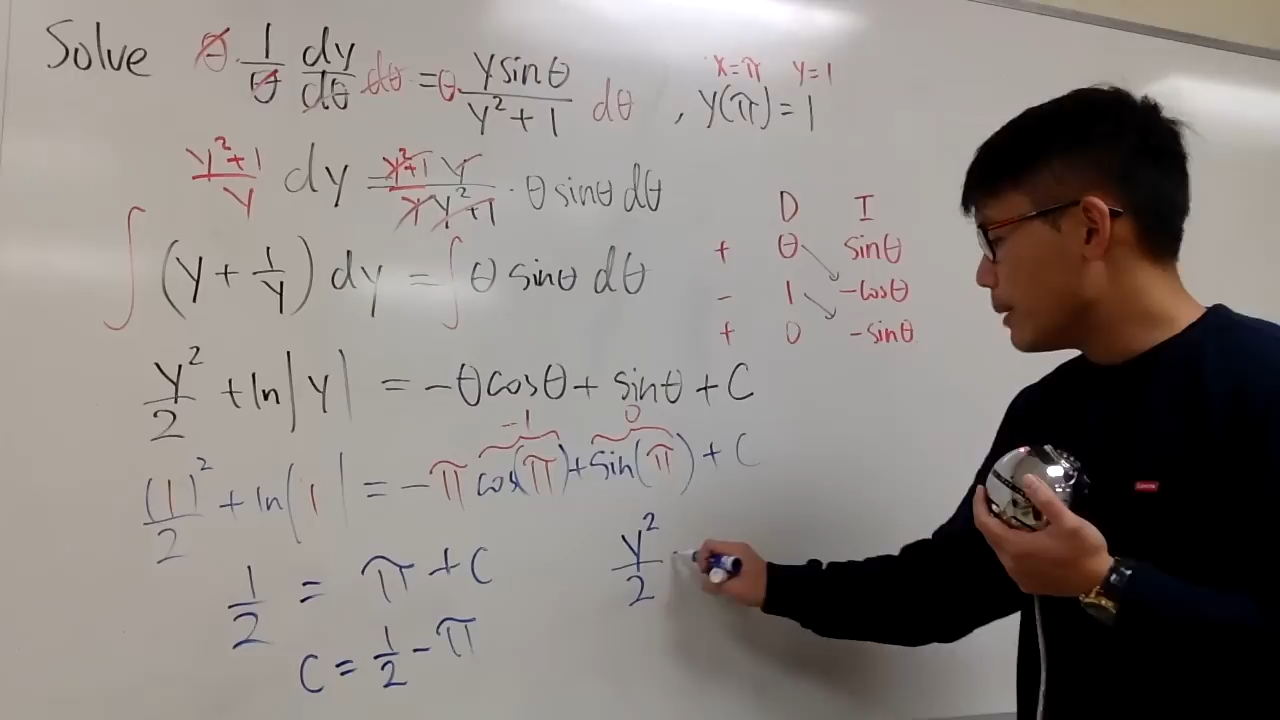 Solve θ · 1/θ dy/dθ dθ = θ · y sinθ / y² + 1 dθ , y(π) = 1
x=π y=1
y²+1 / y dy = y²+1 / y · y / y²+1 · θ sinθ dθ
D I
+ θ sinθ
- 1 -cosθ
+ 0 -sinθ
∫ (y + 1/y) dy = ∫ θ sinθ dθ
y²/2 + ln|y| = -θcosθ + sinθ + C
-1 0
(1)²/2 + ln|1| = -π cos(π) + sin(π) + C
1/2 = π + C
C = 1/2 - π
y²/2